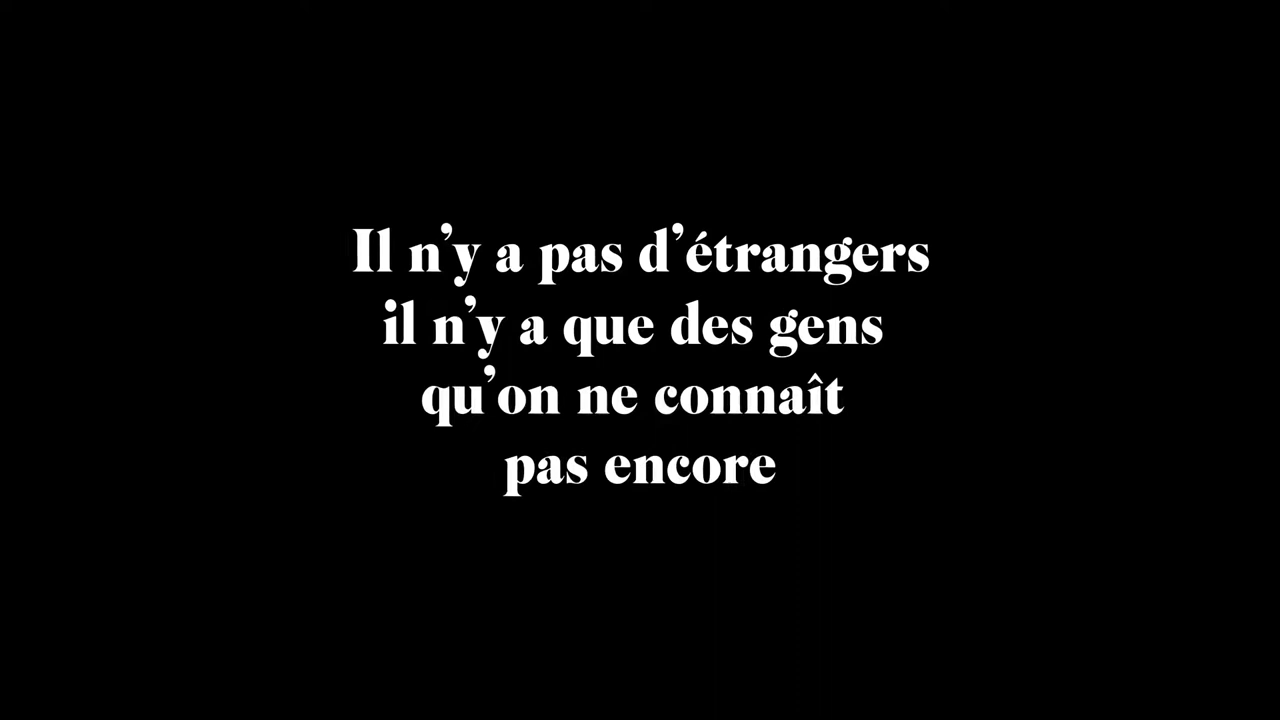 Il n’y a pas d’étrangers
il n’y a que des gens
qu’on ne connaît
pas encore